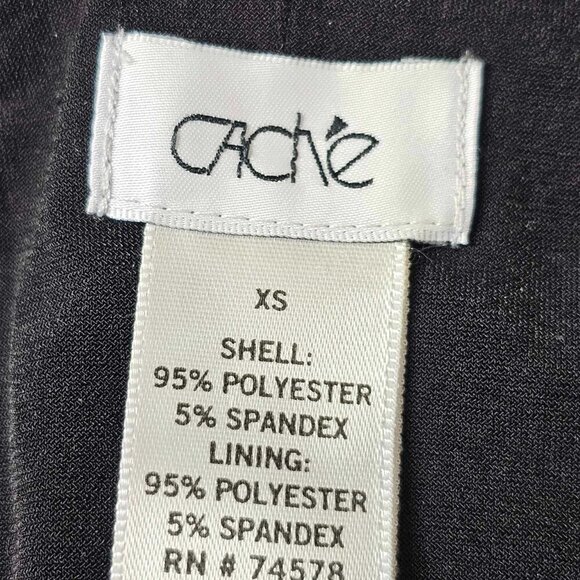 CAché
XS
SHELL:
95% POLYESTER
5% SPANDEX
LINING:
95% POLYESTER
5% SPANDEX
RN # 74578